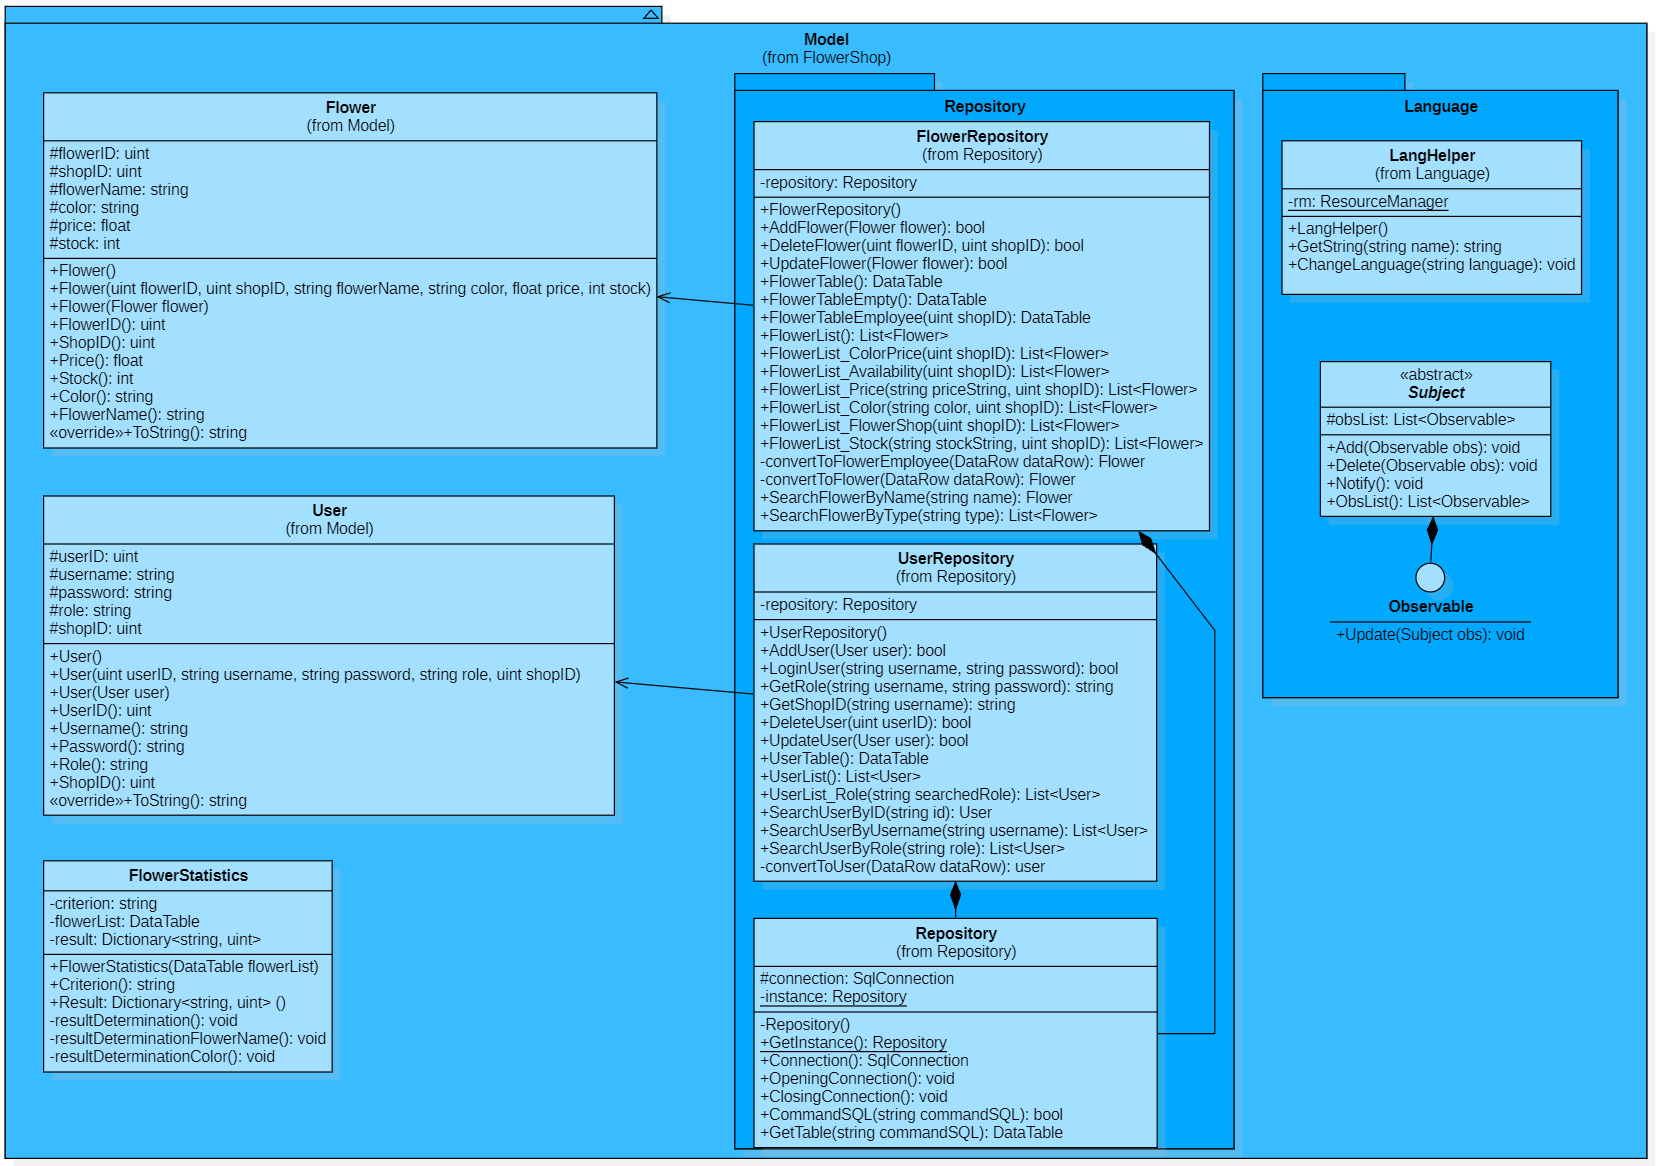 Model
(from FlowerShop)
Flower
(from Model)
#flowerID: uint
#shopID: uint
#flowerName: string
#color: string
#price: float
#stock: int
+Flower()
+Flower(uint flowerID, uint shopID, string flowerName, string color, float price, int stock)
+Flower(Flower flower)
+FlowerID(): uint
+ShopID(): uint
+Price(): float
+Stock(): int
+Color(): string
+FlowerName(): string
«override»+ToString(): string
User
(from Model)
#userID: uint
#username: string
#password: string
#role: string
#shopID: uint
+User()
+User(uint userID, string username, string password, string role, uint shopID)
+User(User user)
+UserID(): uint
+Username(): string
+Password(): string
+Role(): string
+ShopID(): uint
«override»+ToString(): string
FlowerStatistics
-criterion: string
-flowerList: DataTable
-result: Dictionary<string, uint>
+FlowerStatistics(DataTable flowerList)
+Criterion(): string
+Result: Dictionary<string, uint> ()
-resultDetermination(): void
-resultDeterminationFlowerName(): void
-resultDeterminationColor(): void
Repository
FlowerRepository
(from Repository)
-repository: Repository
+FlowerRepository()
+AddFlower(Flower flower): bool
+DeleteFlower(uint flowerID, uint shopID): bool
+UpdateFlower(Flower flower): bool
+FlowerTable(): DataTable
+FlowerTableEmpty(): DataTable
+FlowerTableEmployee(uint shopID): DataTable
+FlowerList(): List<Flower>
+FlowerList_ColorPrice(uint shopID): List<Flower>
+FlowerList_Availability(uint shopID): List<Flower>
+FlowerList_Price(string priceString, uint shopID): List<Flower>
+FlowerList_Color(string color, uint shopID): List<Flower>
+FlowerList_FlowerShop(uint shopID): List<Flower>
+FlowerList_Stock(string stockString, uint shopID): List<Flower>
-convertToFlowerEmployee(DataRow dataRow): Flower
-convertToFlower(DataRow dataRow): Flower
+SearchFlowerByName(string name): Flower
+SearchFlowerByType(string type): List<Flower>
UserRepository
(from Repository)
-repository: Repository
+UserRepository()
+AddUser(User user): bool
+LoginUser(string username, string password): bool
+GetRole(string username, string password): string
+GetShopID(string username): string
+DeleteUser(uint userID): bool
+UpdateUser(User user): bool
+UserTable(): DataTable
+UserList(): List<User>
+UserList_Role(string searchedRole): List<User>
+SearchUserByID(string id): User
+SearchUserByUsername(string username): List<User>
+SearchUserByRole(string role): List<User>
-convertToUser(DataRow dataRow): user
Repository
(from Repository)
#connection: SqlConnection
-instance: Repository
-Repository()
+GetInstance(): Repository
+Connection(): SqlConnection
+OpeningConnection(): void
+ClosingConnection(): void
+CommandSQL(string commandSQL): bool
+GetTable(string commandSQL): DataTable
Language
LangHelper
(from Language)
-rm: ResourceManager
+LangHelper()
+GetString(string name): string
+ChangeLanguage(string language): void
«abstract»
Subject
#obsList: List<Observable>
+Add(Observable obs): void
+Delete(Observable obs): void
+Notify(): void
+ObsList(): List<Observable>
Observable
+Update(Subject obs): void